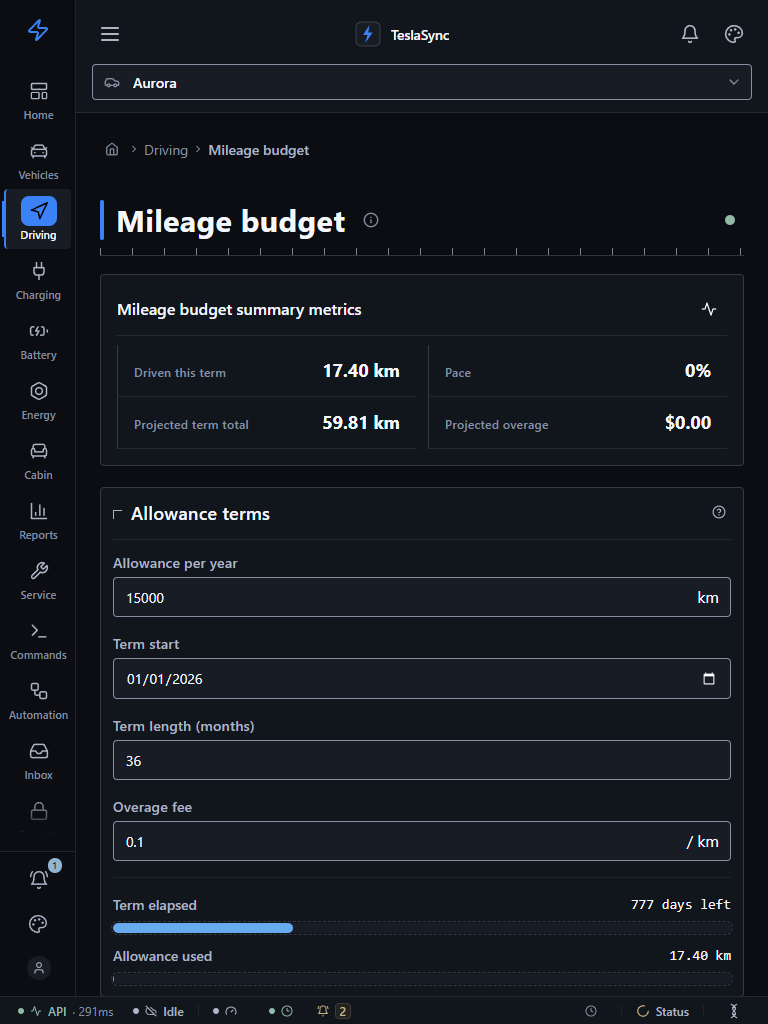 TeslaSync
Aurora
Home
Vehicles
Driving
Charging
Battery
Energy
Cabin
Reports
Service
Commands
Automation
Inbox
1
Driving
Mileage budget
Mileage budget
Mileage budget summary metrics
Driven this term
17.40 km
Pace
0%
Projected term total
59.81 km
Projected overage
$0.00
Allowance terms
Allowance per year
15000
km
Term start
01/01/2026
Term length (months)
36
Overage fee
0.1
/ km
Term elapsed
777 days left
Allowance used
17.40 km
API · 291ms
Idle
2
Status